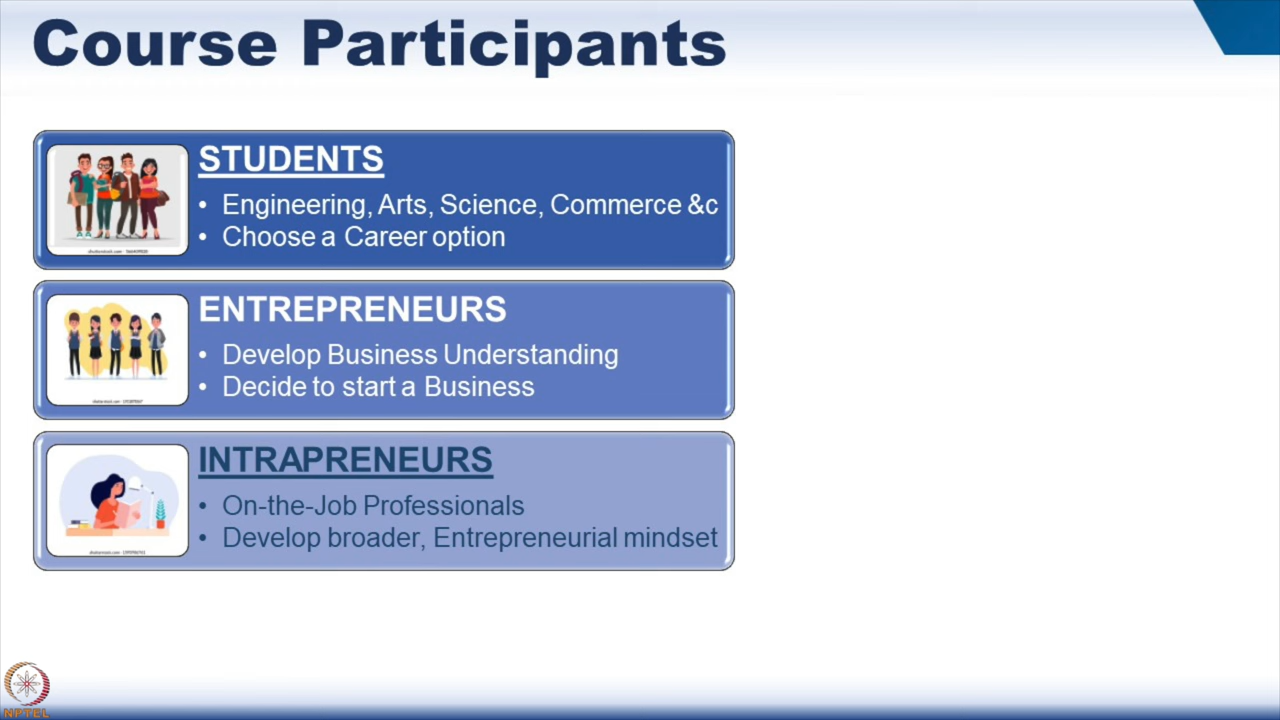 Course Participants
STUDENTS
• Engineering, Arts, Science, Commerce &c
• Choose a Career option
ENTREPRENEURS
• Develop Business Understanding
• Decide to start a Business
INTRAPRENEURS
• On-the-Job Professionals
• Develop broader, Entrepreneurial mindset
NPTEL